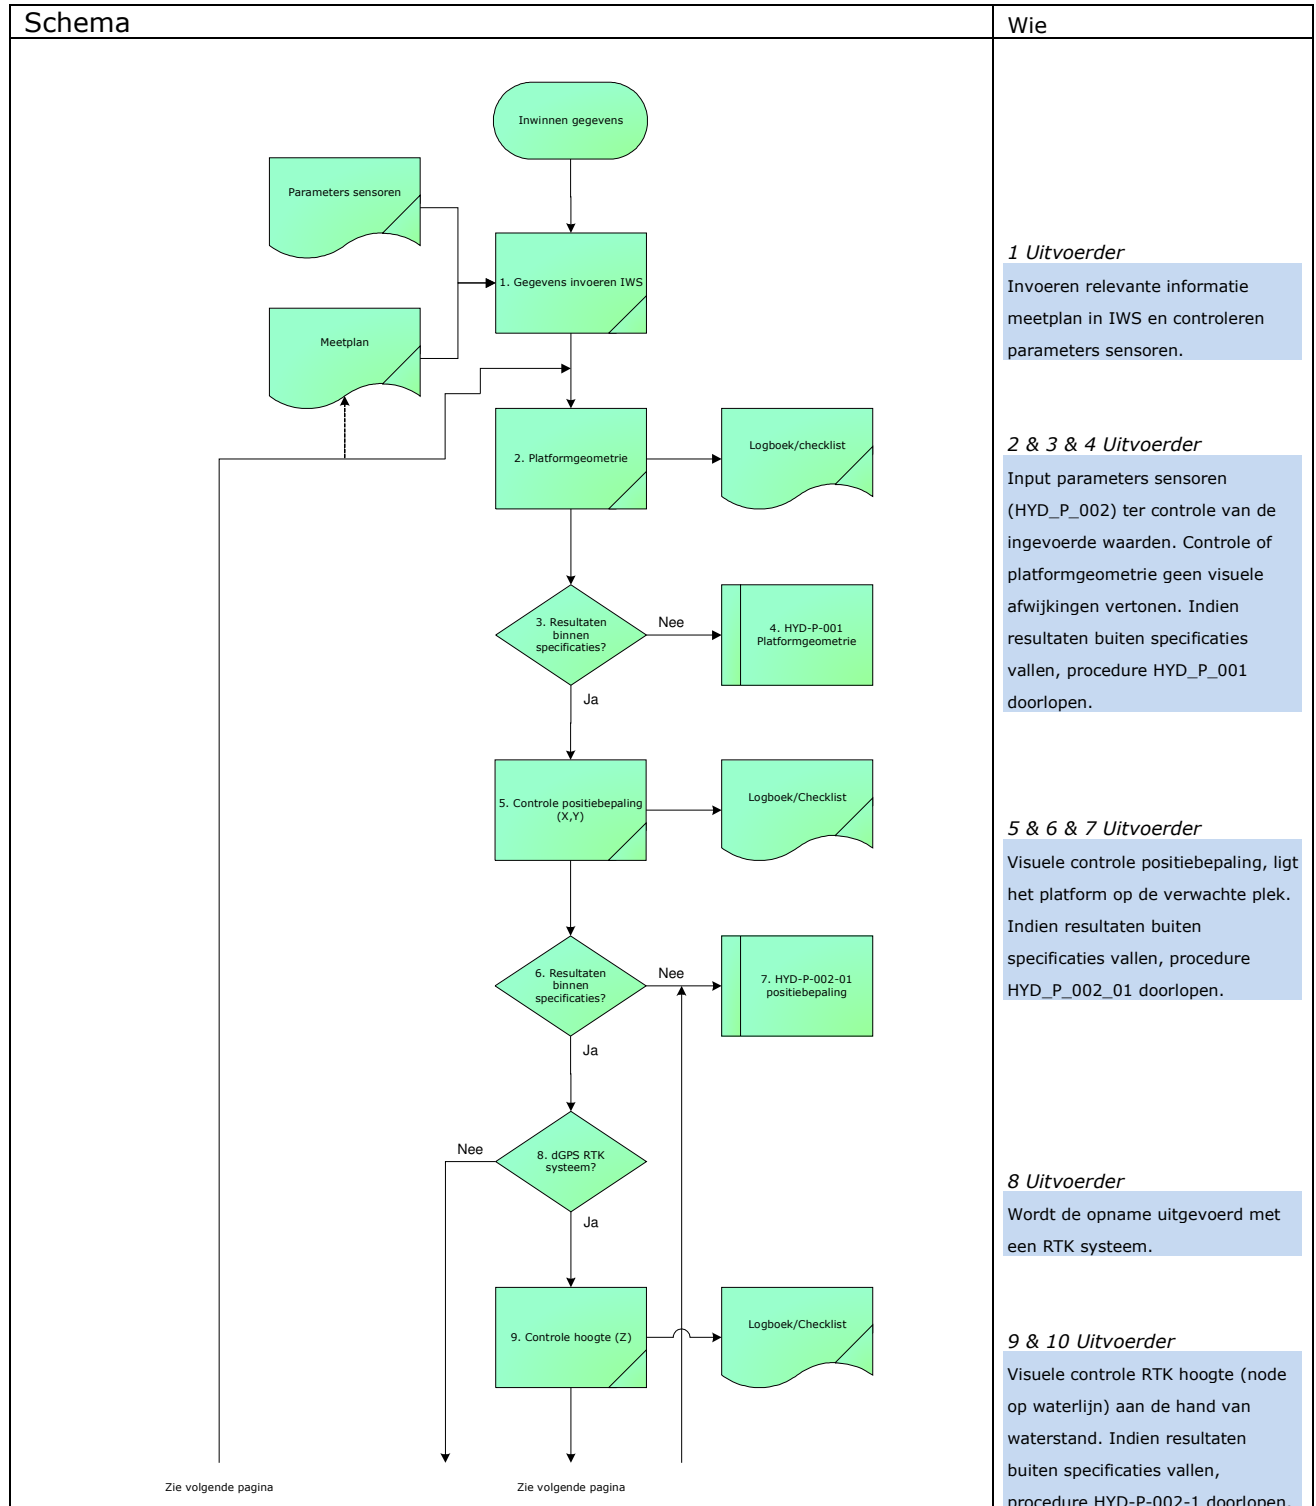 Schema
Wie
Inwinnen gegevens
Parameters sensoren
1. Gegevens invoeren IWS
Meetplan
2. Platformgeometrie
Logboek/checklist
3. Resultaten
binnen
specificaties?
Nee
4. HYD-P-001
Platformgeometrie
Ja
5. Controle positiebepaling
(X,Y)
Logboek/Checklist
6. Resultaten
binnen
specificaties?
Nee
7. HYD-P-002-01
positiebepaling
Ja
Nee
8. dGPS RTK
systeem?
Ja
9. Controle hoogte (Z)
Logboek/Checklist
Zie volgende pagina
Zie volgende pagina
1 Uitvoerder
Invoeren relevante informatie
meetplan in IWS en controleren
parameters sensoren.
2 & 3 & 4 Uitvoerder
Input parameters sensoren
(HYD_P_002) ter controle van de
ingevoerde waarden. Controle of
platformgeometrie geen visuele
afwijkingen vertonen. Indien
resultaten buiten specificaties
vallen, procedure HYD_P_001
doorlopen.
5 & 6 & 7 Uitvoerder
Visuele controle positiebepaling, ligt
het platform op de verwachte plek.
Indien resultaten buiten
specificaties vallen, procedure
HYD_P_002_01 doorlopen.
8 Uitvoerder
Wordt de opname uitgevoerd met
een RTK systeem.
9 & 10 Uitvoerder
Visuele controle RTK hoogte (node
op waterlijn) aan de hand van
waterstand. Indien resultaten
buiten specificaties vallen,
procedure HYD-P-002-1 doorlopen.